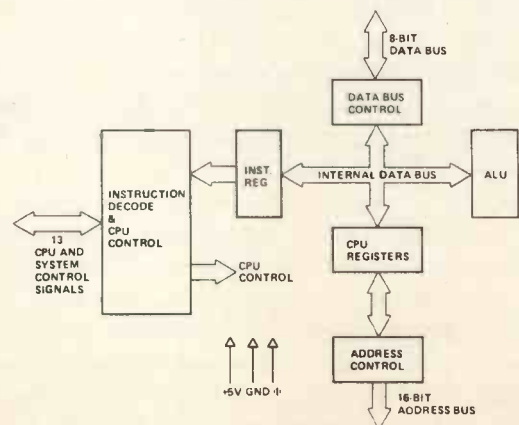 8-BIT
DATA BUS
DATA BUS
CONTROL
INST.
REG
INTERNAL DATA BUS
ALU
INSTRUCTION
DECODE
&
CPU
CONTROL
13
CPU AND
SYSTEM
CONTROL
SIGNALS
CPU
CONTROL
CPU
REGISTERS
ADDRESS
CONTROL
+5V GND Φ
16-BIT
ADDRESS BUS